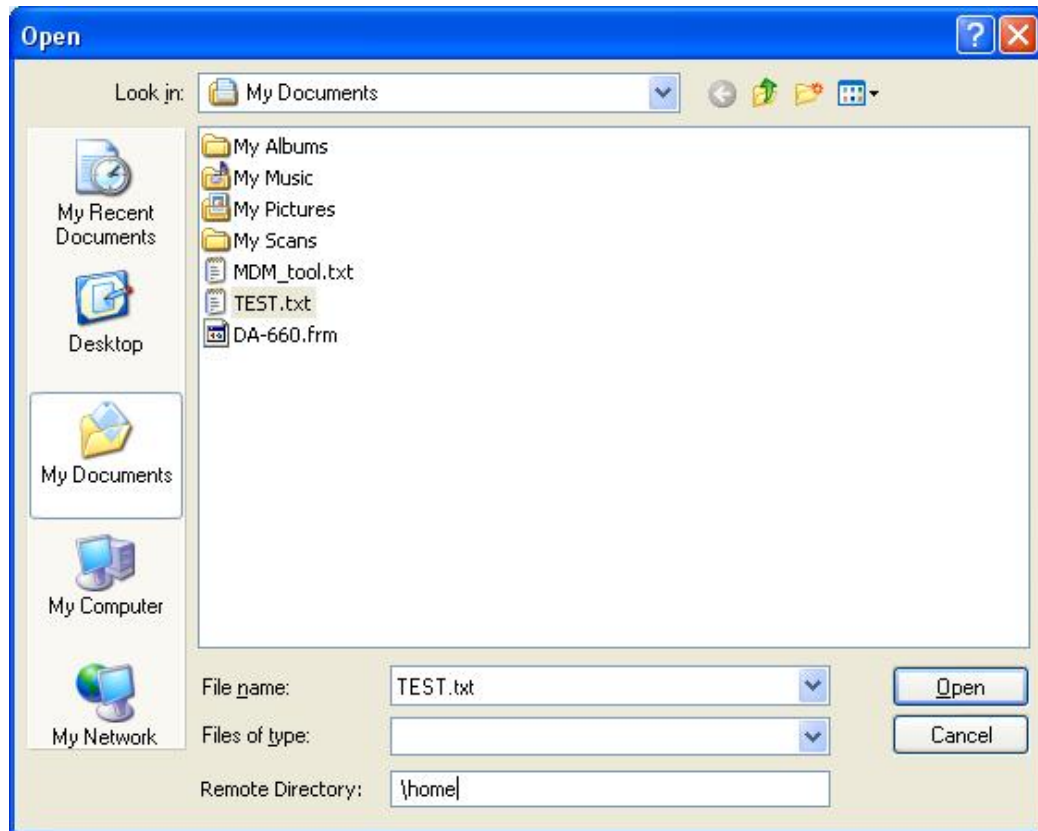 Open
Look in: My Documents
My Recent
Documents
Desktop
My Documents
My Computer
My Network
My Albums
My Music
My Pictures
My Scans
MDM_tool.txt
TEST.txt
DA-660.frm
File name: TEST.txt Open
Files of type: Cancel
Remote Directory: \home